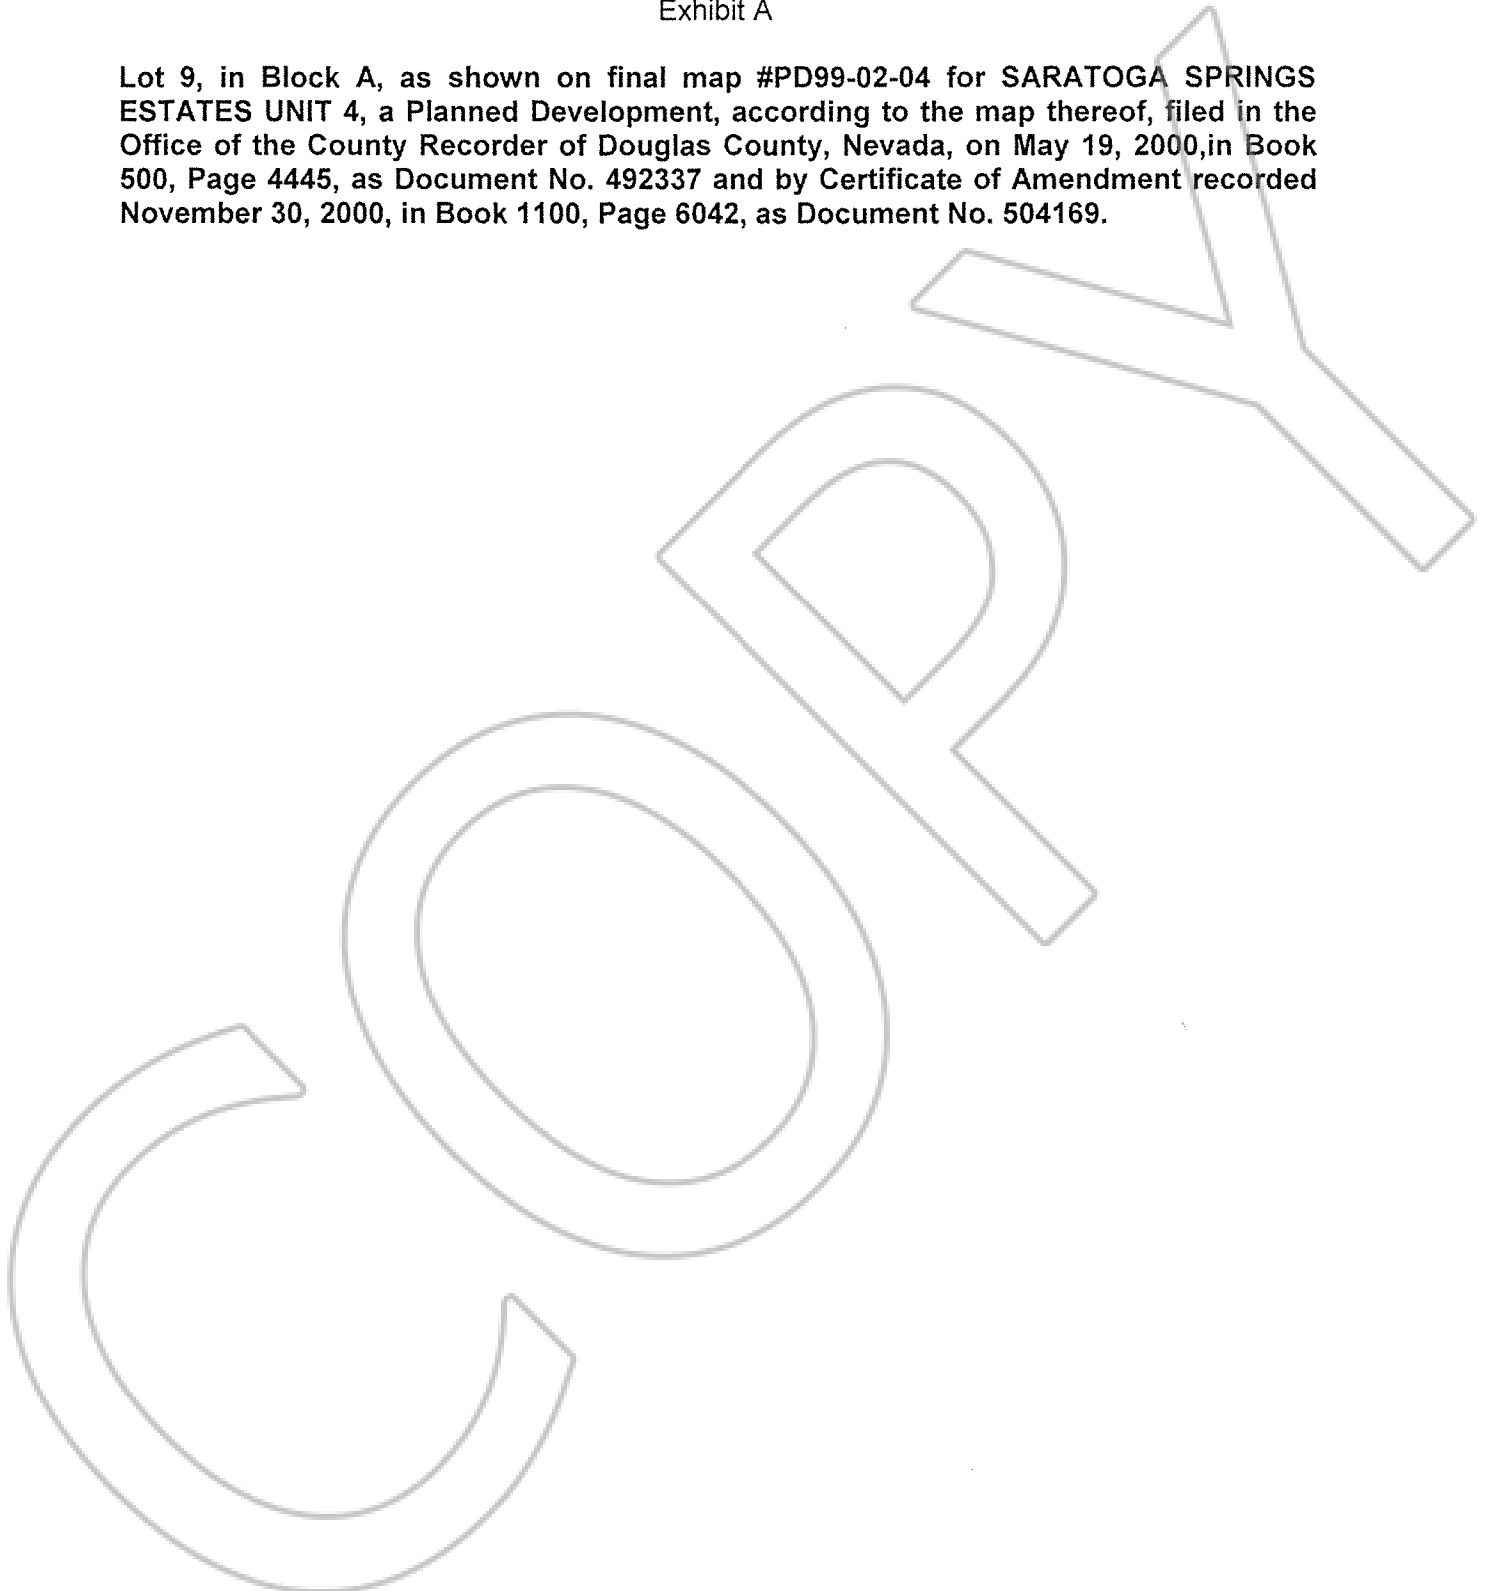 Exhibit A
Lot 9, in Block A, as shown on final map #PD99-02-04 for SARATOGA SPRINGS
ESTATES UNIT 4, a Planned Development, according to the map thereof, filed in the
Office of the County Recorder of Douglas County, Nevada, on May 19, 2000,in Book
500, Page 4445, as Document No. 492337 and by Certificate of Amendment recorded
November 30, 2000, in Book 1100, Page 6042, as Document No. 504169.
COPY